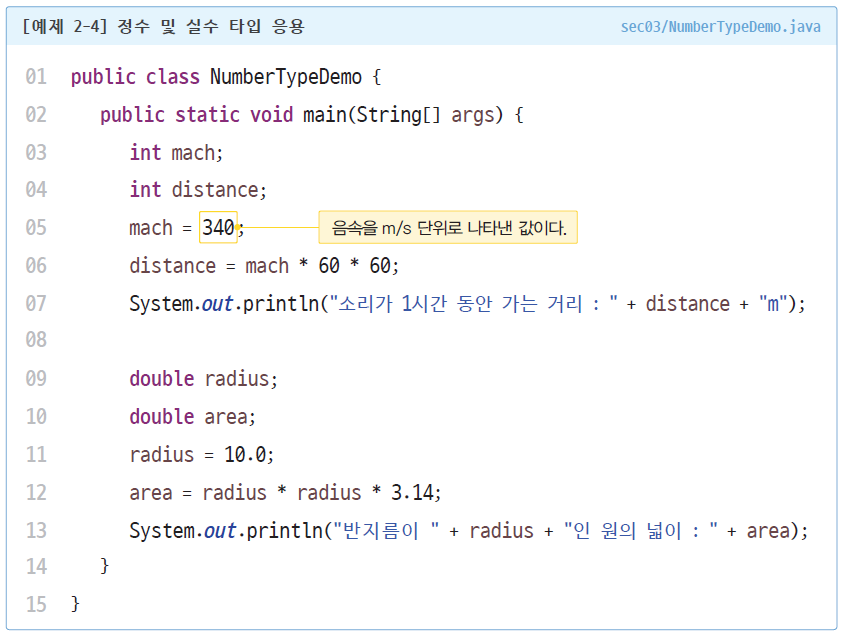 [예제 2-4] 정수 및 실수 타입 응용 sec03/NumberTypeDemo.java
01 public class NumberTypeDemo {
02 public static void main(String[] args) {
03 int mach;
04 int distance;
05 mach = 340; 음속을 m/s 단위로 나타낸 값이다.
06 distance = mach * 60 * 60;
07 System.out.println("소리가 1시간 동안 가는 거리 : " + distance + "m");
08
09 double radius;
10 double area;
11 radius = 10.0;
12 area = radius * radius * 3.14;
13 System.out.println("반지름이 " + radius + "인 원의 넓이 : " + area);
14 }
15 }